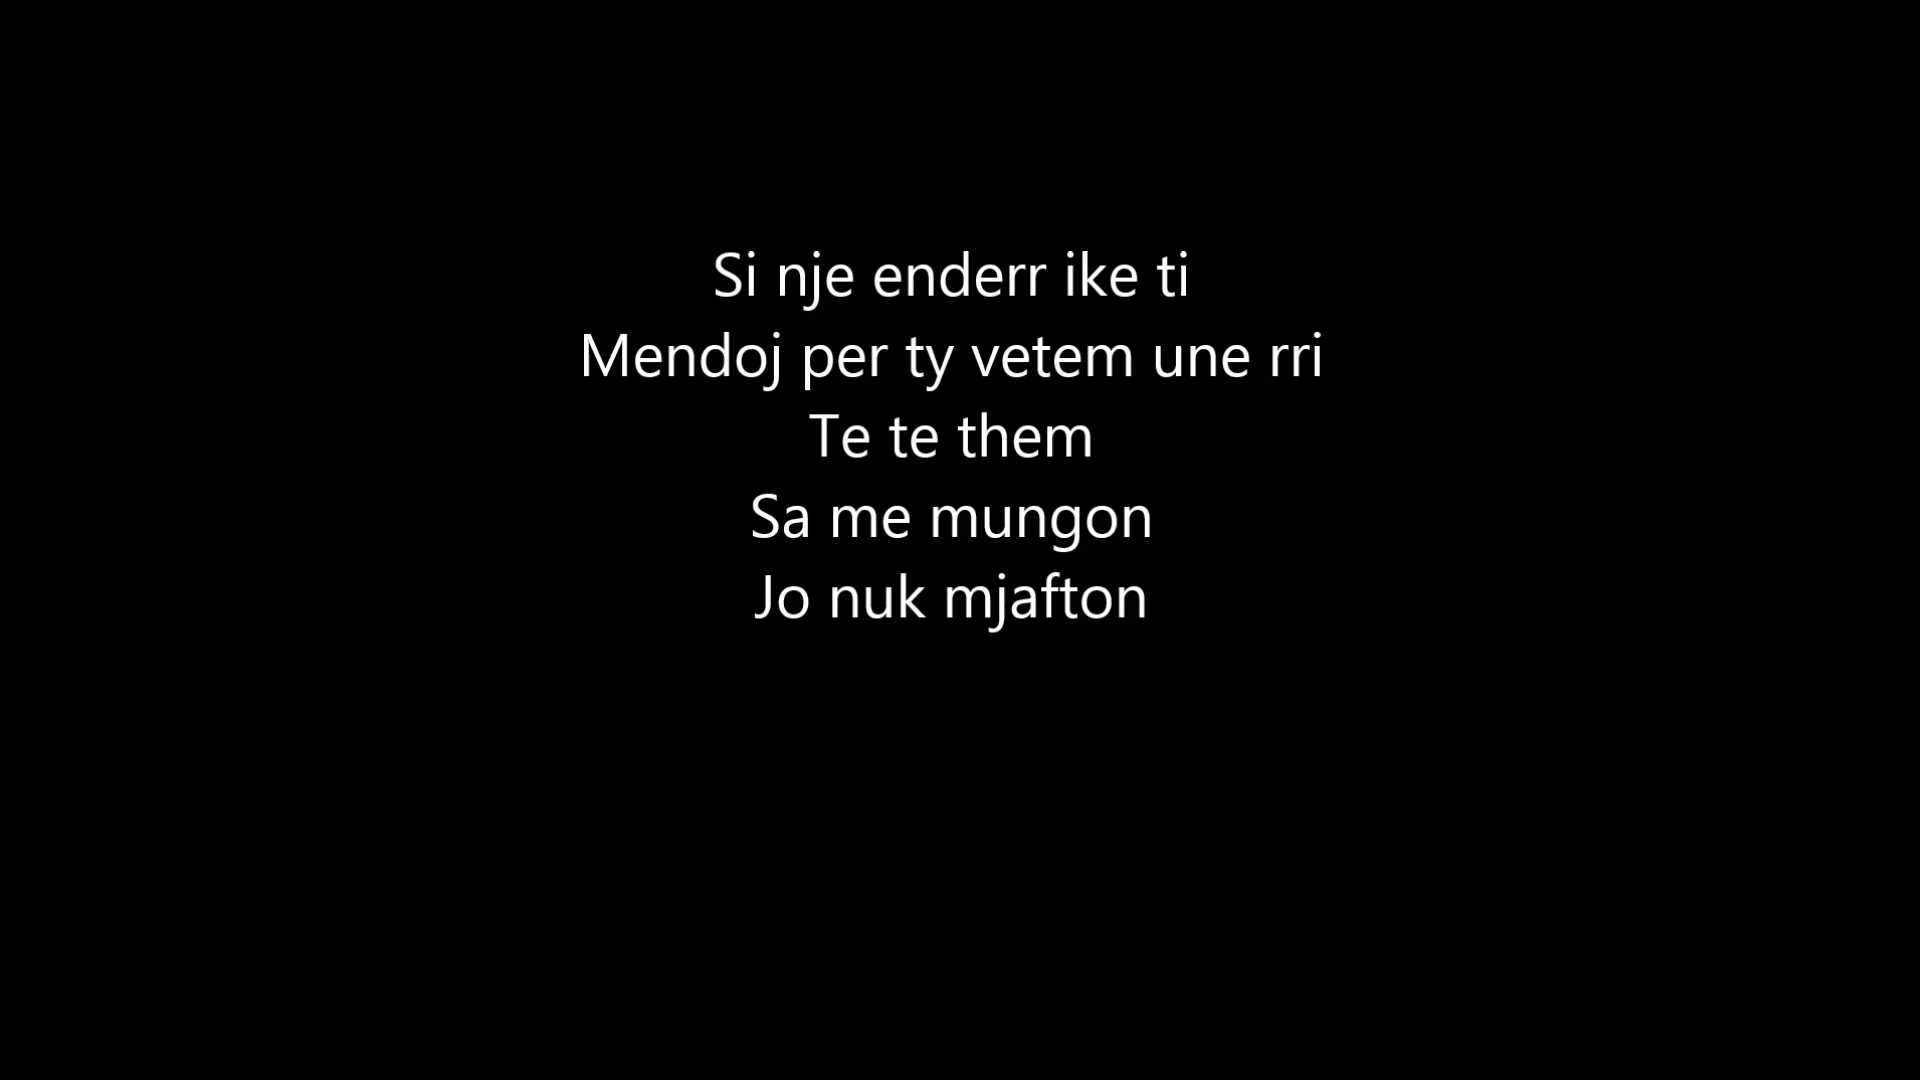 Si nje enderr ike ti
Mendoj per ty vetem une rri
Te te them
Sa me mungon
Jo nuk mjafton